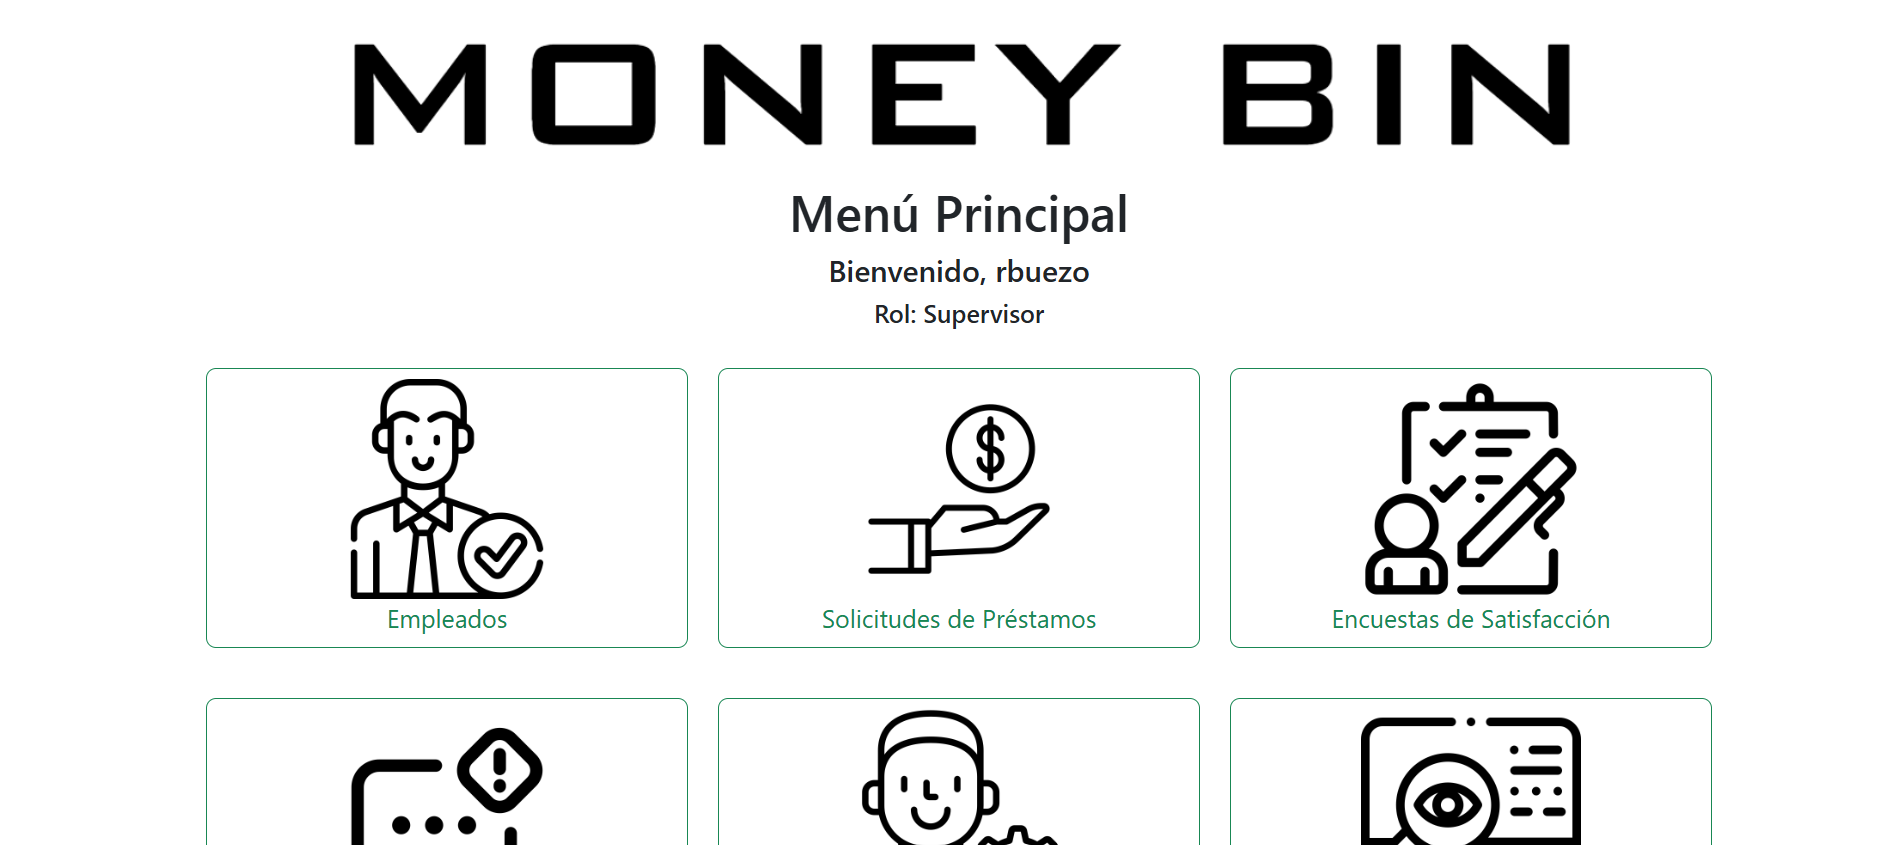 MONEY BIN
Menú Principal
Bienvenido, rbuezo
Rol: Supervisor
Empleados
Solicitudes de Préstamos
Encuestas de Satisfacción